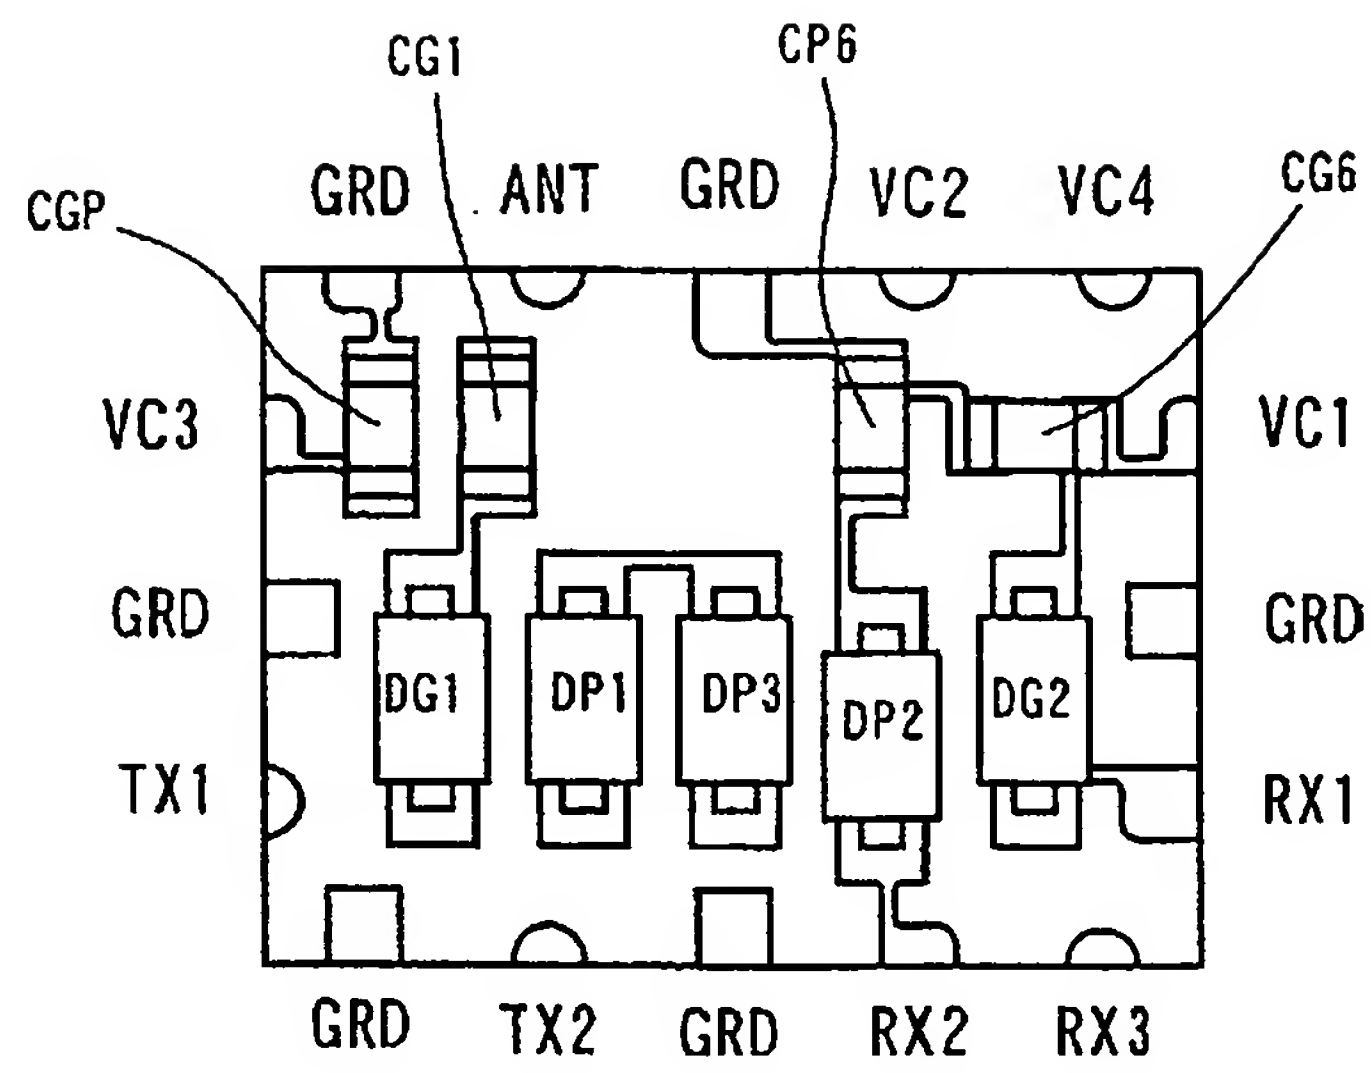 CG1 CP6
GRD ANT GRD VC2 VC4 CG6
CGP
VC3 VC1
GRD GRD
DG1 DP1 DP3 DP2 DG2
TX1 RX1
GRD TX2 GRD RX2 RX3